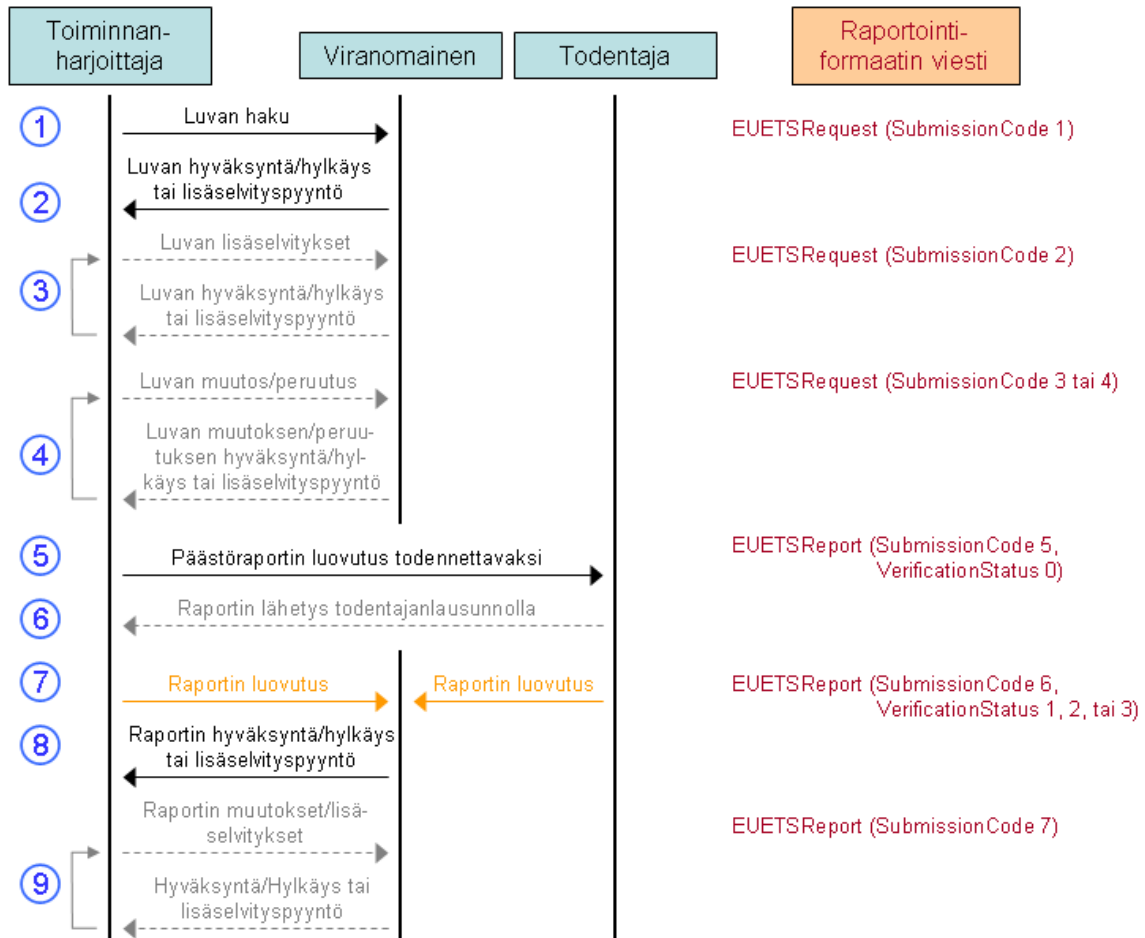 Toiminnan-
harjoittaja
Viranomainen
Todentaja
Raportointi-
formaatin viesti
1
Luvan haku
EUETSRequest (SubmissionCode 1)
2
Luvan hyväksyntä/hylkäys
tai lisäselvityspyyntö
3
Luvan lisäselvitykset
EUETSRequest (SubmissionCode 2)
Luvan hyväksyntä/hylkäys
tai lisäselvityspyyntö
4
Luvan muutos/peruutus
EUETSRequest (SubmissionCode 3 tai 4)
Luvan muutoksen/peruu-
tuksen hyväksyntä/hyl-
käys tai lisäselvityspyyntö
5
Päästöraportin luovutus todennettavaksi
EUETSReport (SubmissionCode 5,
VerificationStatus 0)
6
Raportin lähetys todentajanlausunnolla
7
Raportin luovutus
Raportin luovutus
EUETSReport (SubmissionCode 6,
VerificationStatus 1, 2, tai 3)
8
Raportin hyväksyntä/hylkäys
tai lisäselvityspyyntö
Raportin muutokset/lisä-
selvitykset
EUETSReport (SubmissionCode 7)
9
Hyväksyntä/Hylkäys tai
lisäselvityspyyntö